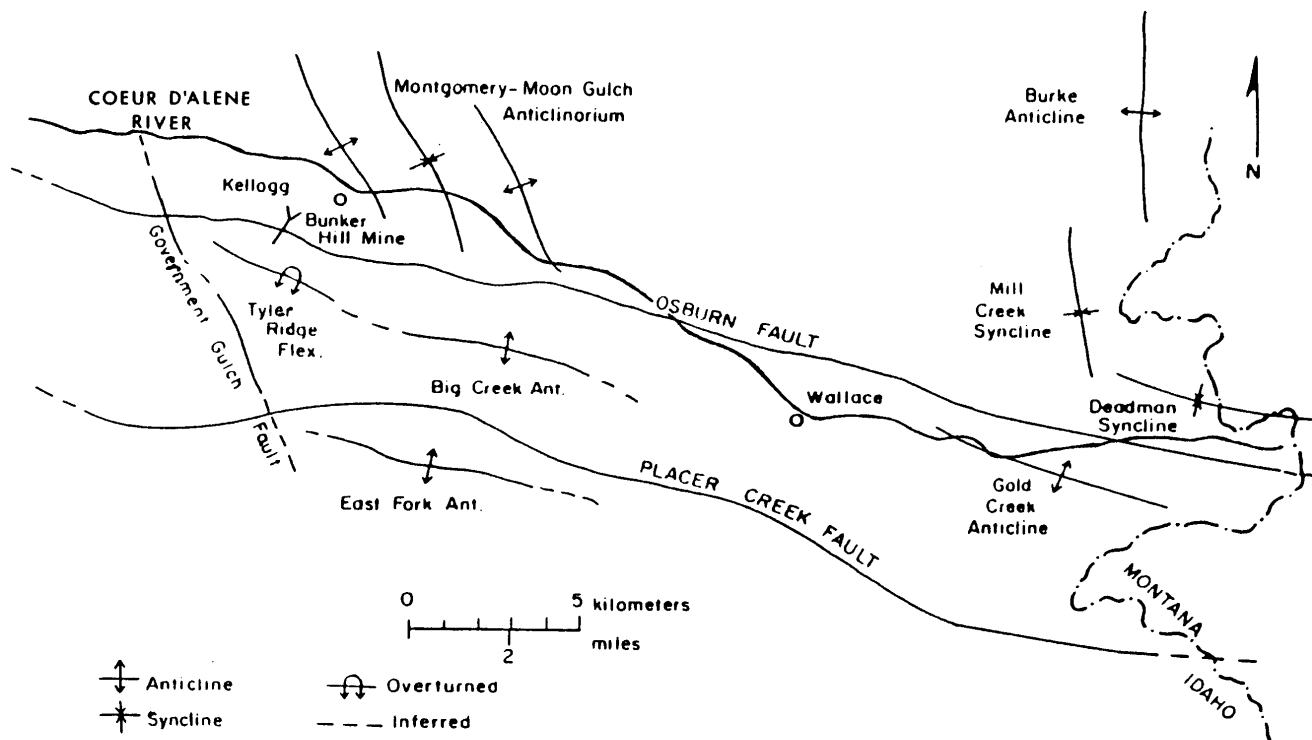 COEUR D'ALENE
RIVER
Montgomery-Moon Gulch
Anticlinorium
Burke
Anticline
N
Kellogg
Bunker
Hill Mine
Government Gulch Fault
Tyler
Ridge
Flex.
OSBURN FAULT
Mill
Creek
Syncline
Big Creek Ant.
Wallace
Deadman
Syncline
East Fork Ant.
PLACER CREEK FAULT
Gold
Creek
Anticline
MONTANA
IDAHO
0 5 kilometers
miles
2
Anticline
Overturned
Syncline
Inferred